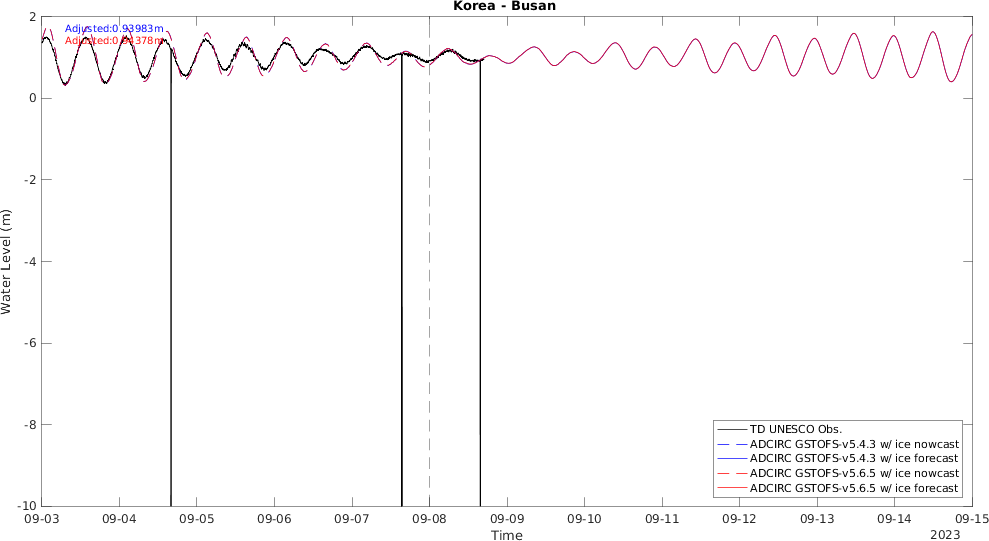 Korea - Busan
Adjusted:0.93983m
Adjusted:0.94378m
2
0
-2
-4
-6
-8
-10
Water Level (m)
TD UNESCO Obs.
ADCIRC GSTOFS-v5.4.3 w/ ice nowcast
ADCIRC GSTOFS-v5.4.3 w/ ice forecast
ADCIRC GSTOFS-v5.6.5 w/ ice nowcast
ADCIRC GSTOFS-v5.6.5 w/ ice forecast
09-03 09-04 09-05 09-06 09-07 09-08 09-09 09-10 09-11 09-12 09-13 09-14 09-15
Time
2023